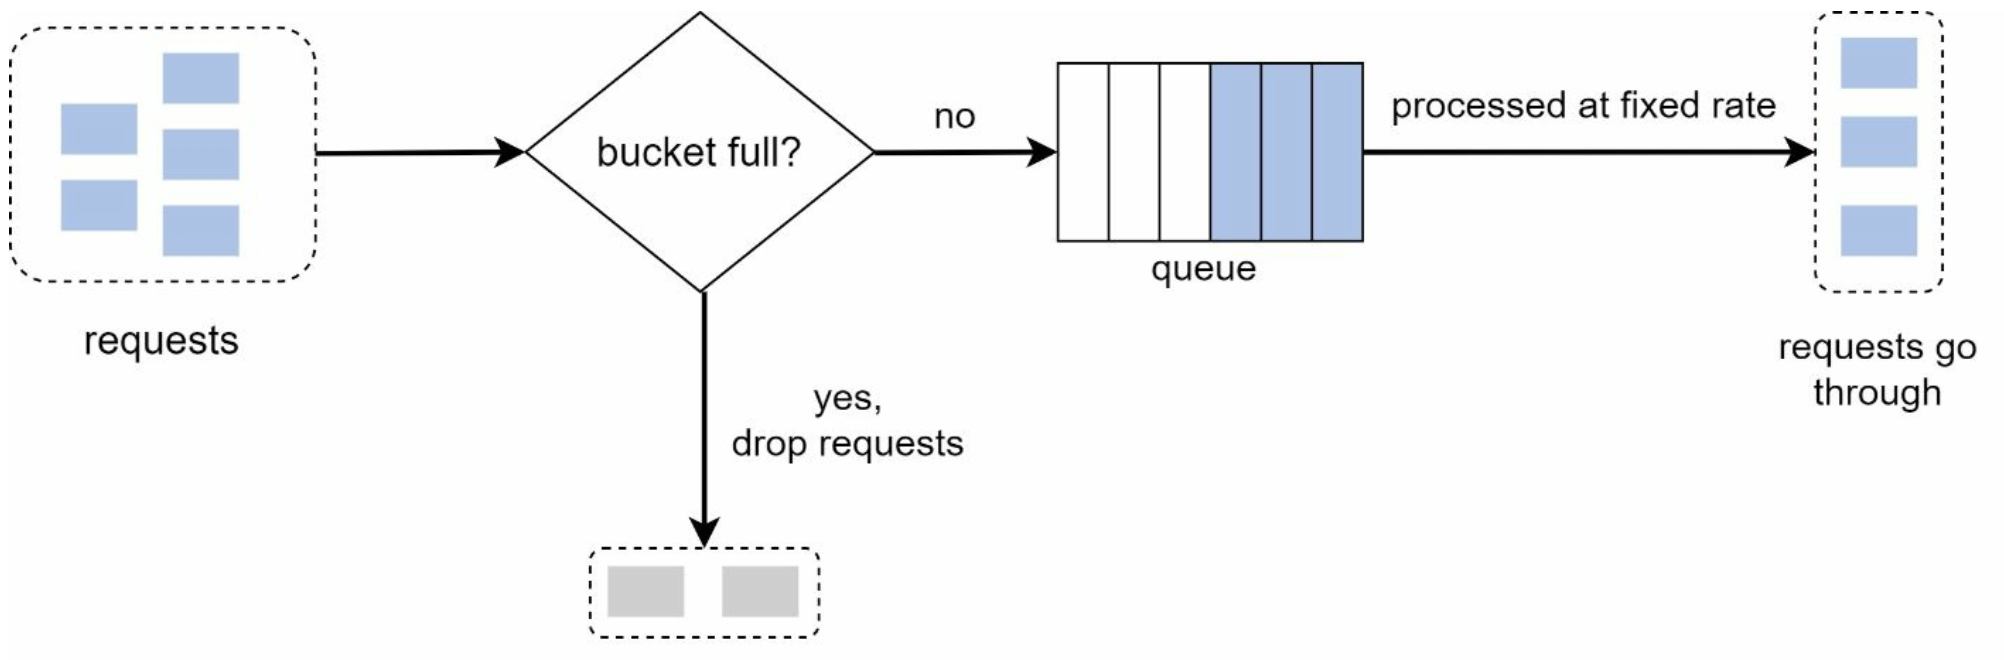 requests
bucket full?
no
queue
processed at fixed rate
requests go
through
yes,
drop requests